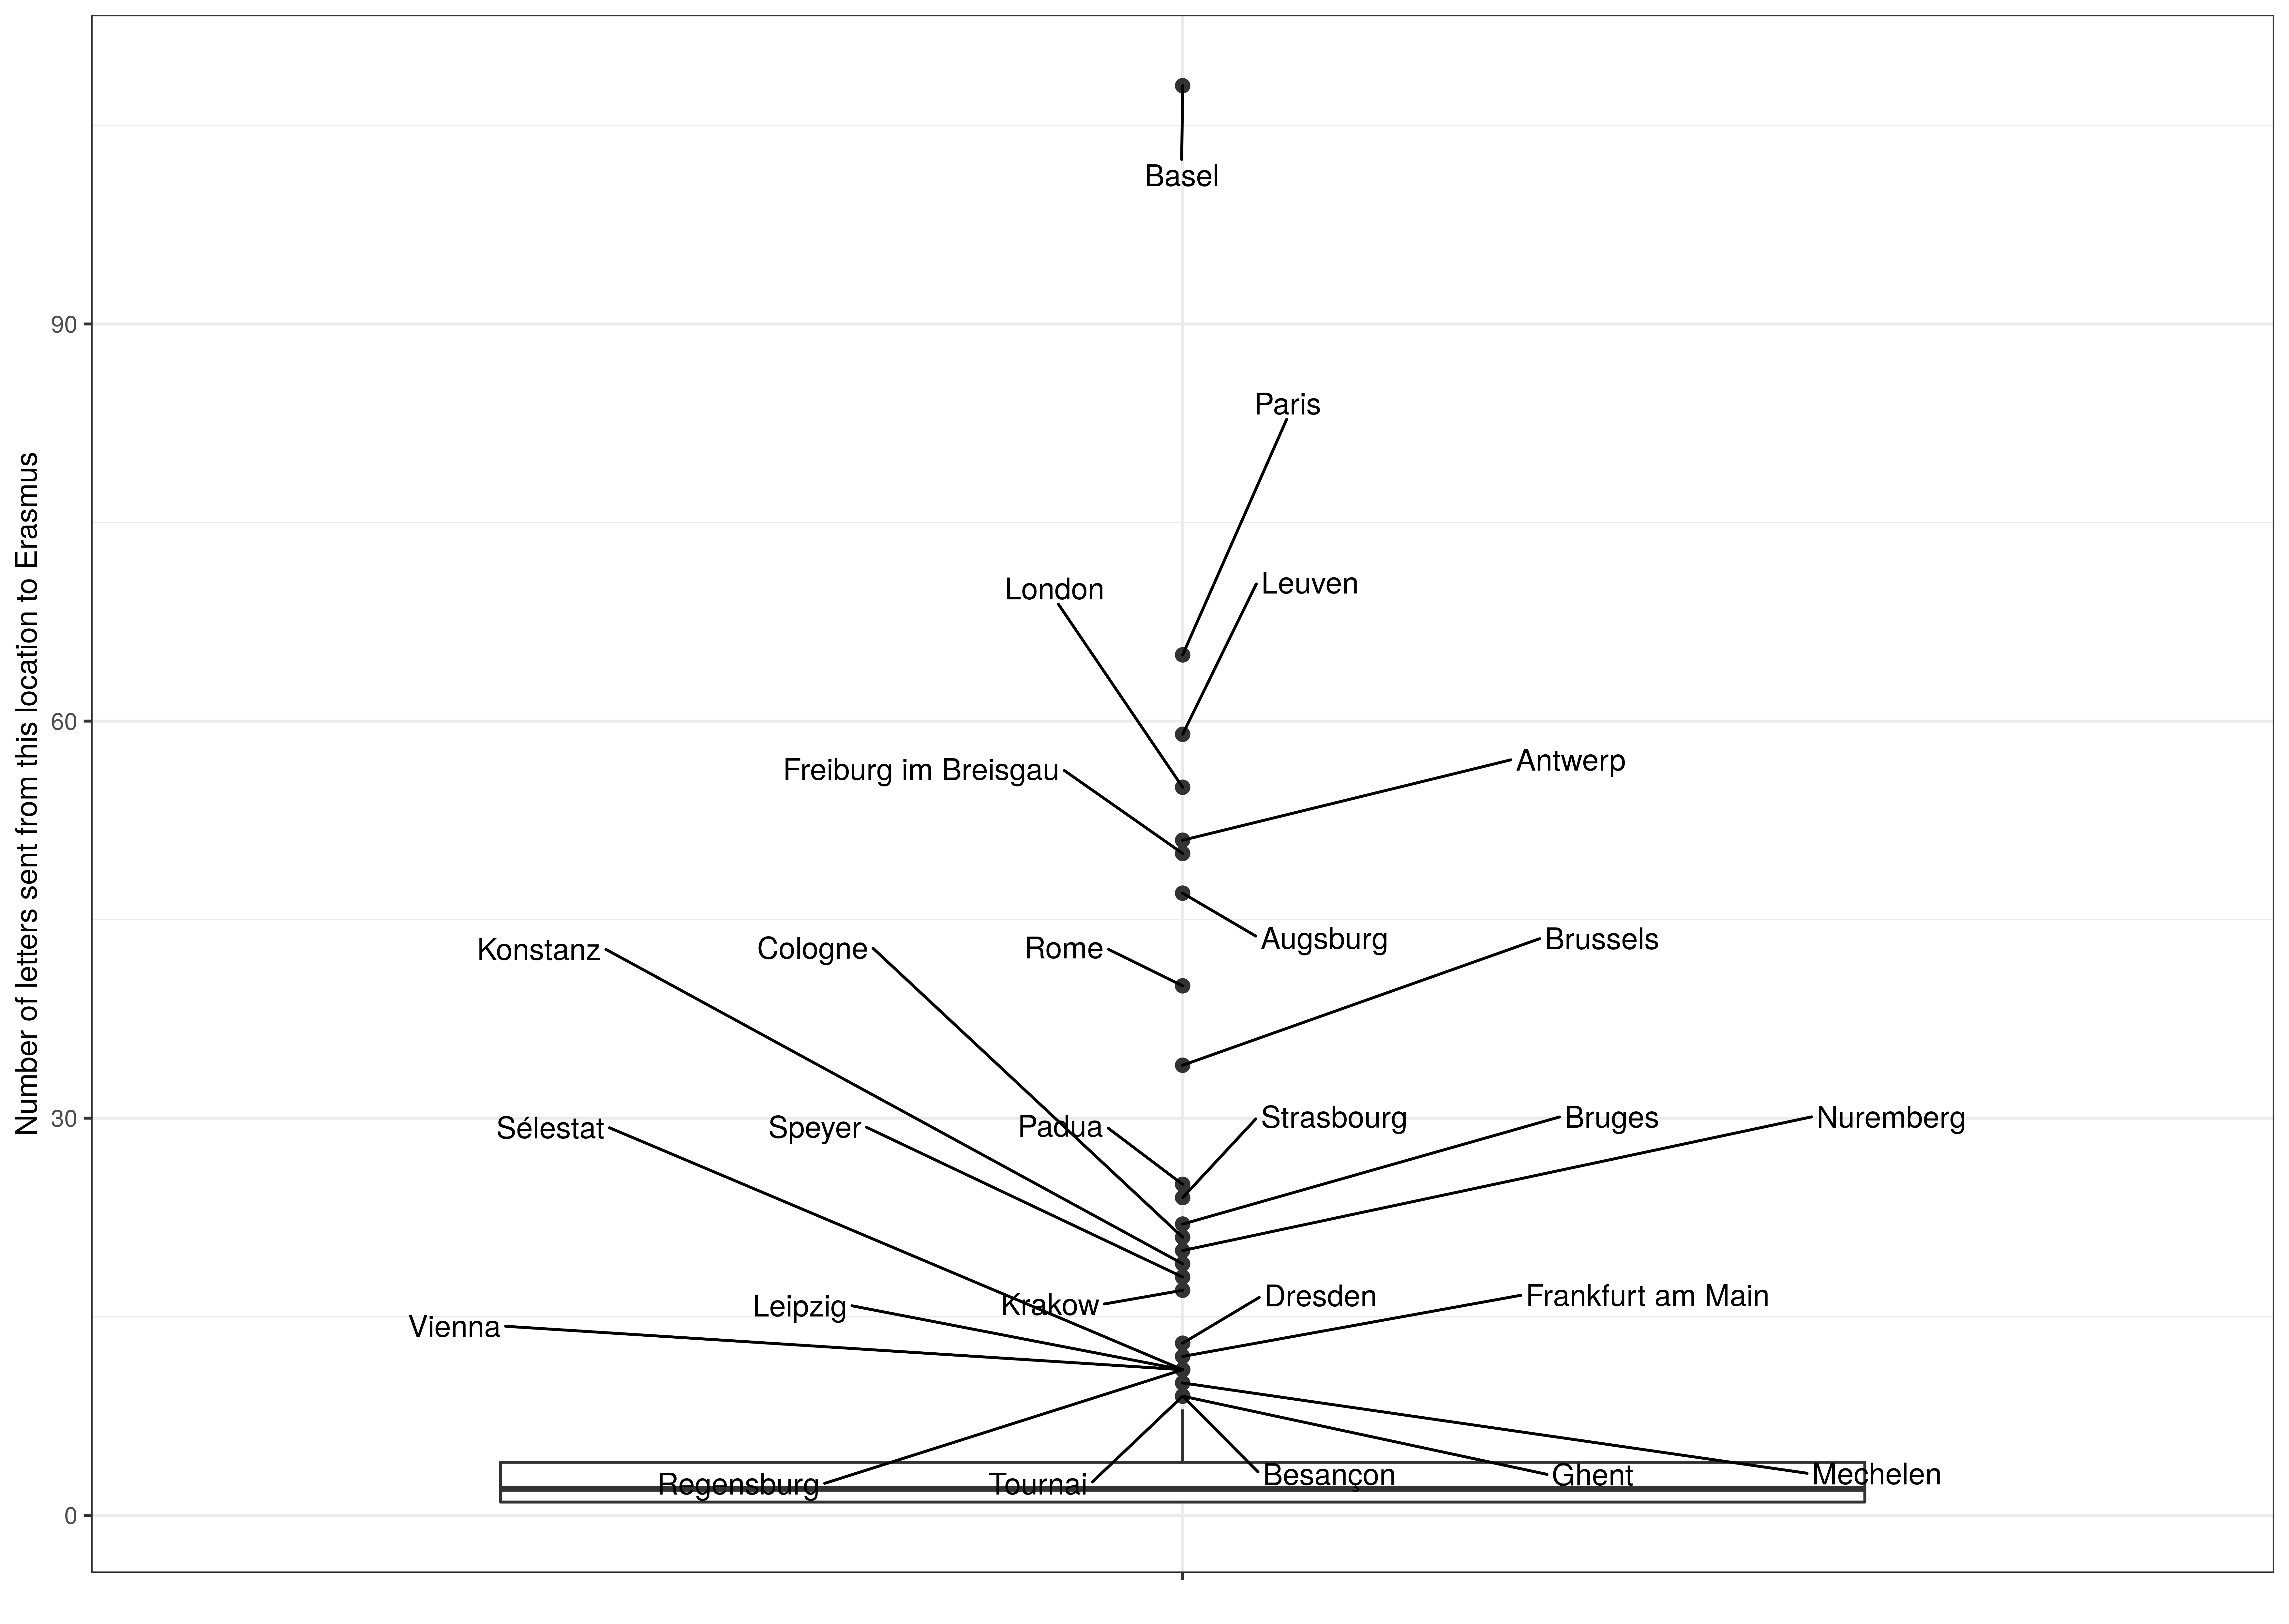 Number of letters sent from this location to Erasmus
90
60
30
0
Basel
Paris
London
Leuven
Freiburg im Breisgau
Antwerp
Konstanz
Cologne
Rome
Augsburg
Brussels
Sélestat
Speyer
Padua
Strasbourg
Bruges
Nuremberg
Vienna
Leipzig
Krakow
Dresden
Frankfurt am Main
Regensburg
Tournai
Besançon
Ghent
Mechelen